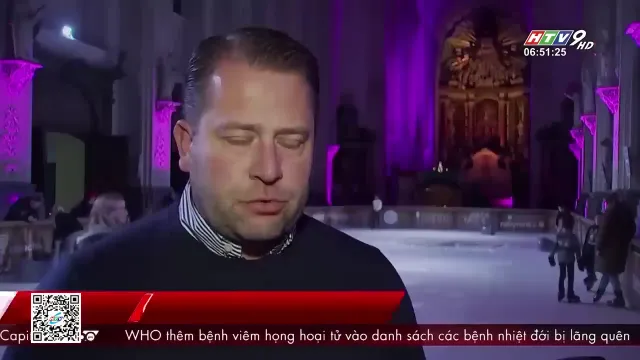 HTV9HD
06:51:25
Capi
WHO thêm bệnh viêm họng hoại tử vào danh sách các bệnh nhiệt đới bị lãng quên